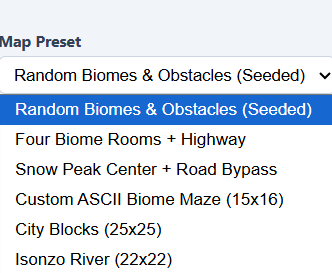 Map Preset
Random Biomes & Obstacles (Seeded)
Random Biomes & Obstacles (Seeded)
Four Biome Rooms + Highway
Snow Peak Center + Road Bypass
Custom ASCII Biome Maze (15x16)
City Blocks (25x25)
Isonzo River (22x22)